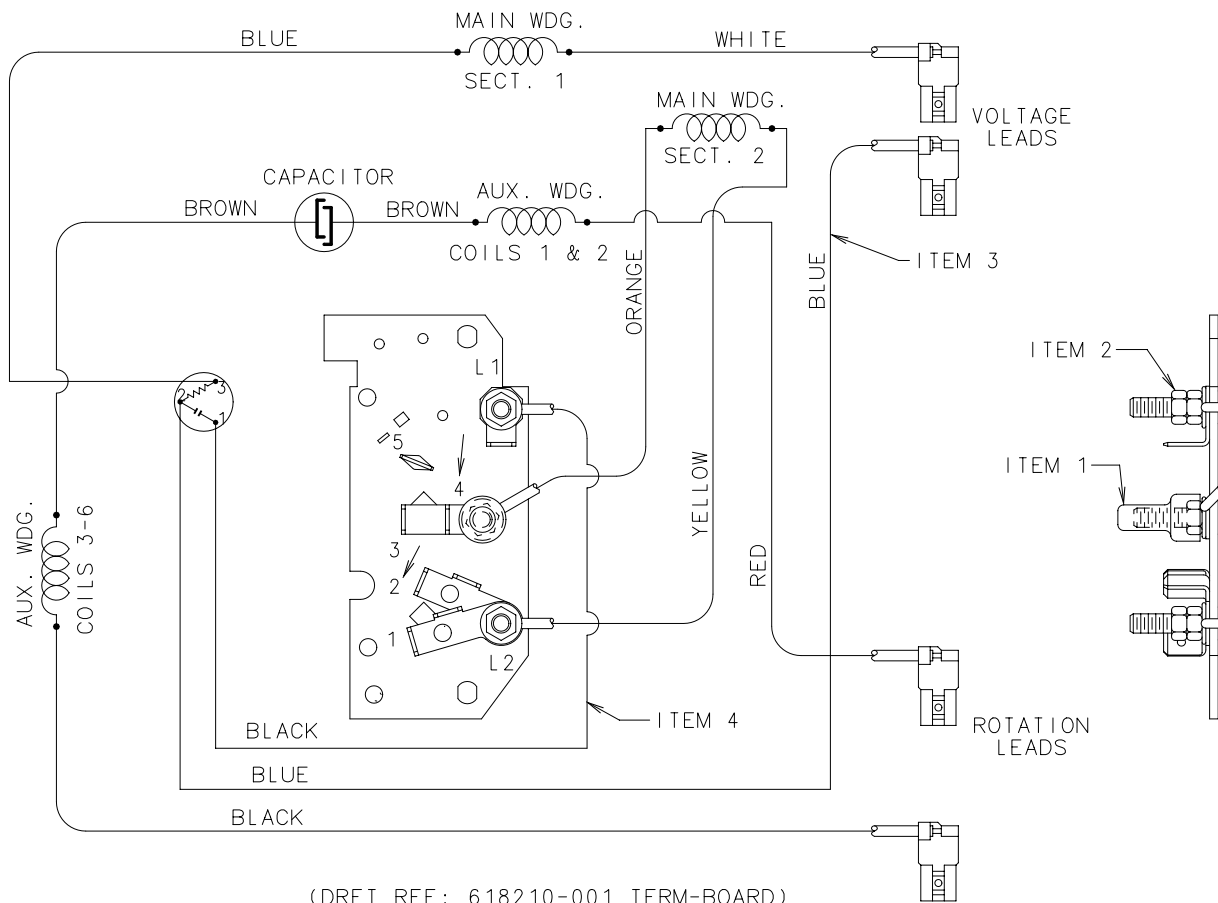 MAIN WDG.
BLUE
WHITE
SECT. 1
MAIN WDG.
VOLTAGE
LEADS
SECT. 2
CAPACITOR
AUX. WDG.
BROWN
BROWN
COILS 1 & 2
ORANGE
BLUE
ITEM 3
L1
ITEM 2
2
3
1
5
4
YELLOW
ITEM 1
AUX. WDG.
COILS 3-6
3
2
RED
1
L2
BLACK
ITEM 4
ROTATION
LEADS
BLUE
BLACK
(DRFT REF: 618210-001 TERM-BOARD)